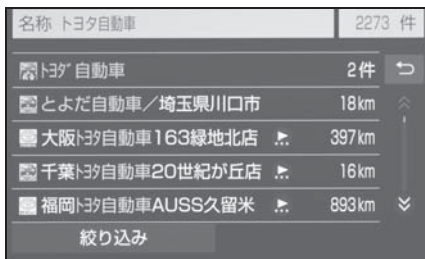 名称 トヨタ自動車 2273 件
トヨダ自動車 2件
とよだ自動車／埼玉県川口市 18km
大阪トヨタ自動車163緑地北店 397km
千葉トヨタ自動車20世紀が丘店 16km
福岡トヨタ自動車AUSS久留米 893km
絞り込み